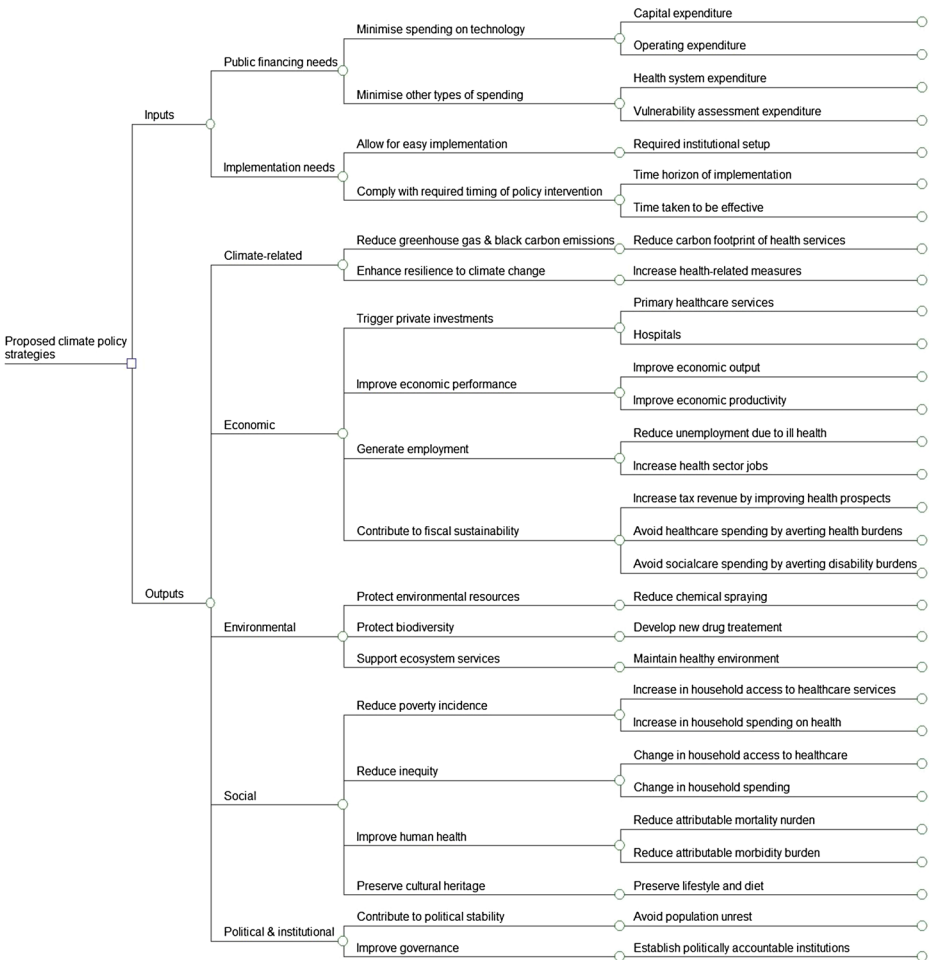 Proposed climate policy
strategies
Inputs
Public financing needs
Minimise spending on technology
Capital expenditure
Operating expenditure
Minimise other types of spending
Health system expenditure
Vulnerability assessment expenditure
Implementation needs
Allow for easy implementation
Required institutional setup
Comply with required timing of policy intervention
Time horizon of implementation
Time taken to be effective
Outputs
Climate-related
Reduce greenhouse gas & black carbon emissions
Reduce carbon footprint of health services
Enhance resilience to climate change
Increase health-related measures
Economic
Trigger private investments
Primary healthcare services
Hospitals
Improve economic performance
Improve economic output
Improve economic productivity
Generate employment
Reduce unemployment due to ill health
Increase health sector jobs
Contribute to fiscal sustainability
Increase tax revenue by improving health prospects
Avoid healthcare spending by averting health burdens
Avoid socialcare spending by averting disability burdens
Environmental
Protect environmental resources
Reduce chemical spraying
Protect biodiversity
Develop new drug treatement
Support ecosystem services
Maintain healthy environment
Social
Reduce poverty incidence
Increase in household access to healthcare services
Increase in household spending on health
Reduce inequity
Change in household access to healthcare
Change in household spending
Improve human health
Reduce attributable mortality nurden
Reduce attributable morbidity burden
Preserve cultural heritage
Preserve lifestyle and diet
Political & institutional
Contribute to political stability
Avoid population unrest
Improve governance
Establish politically accountable institutions